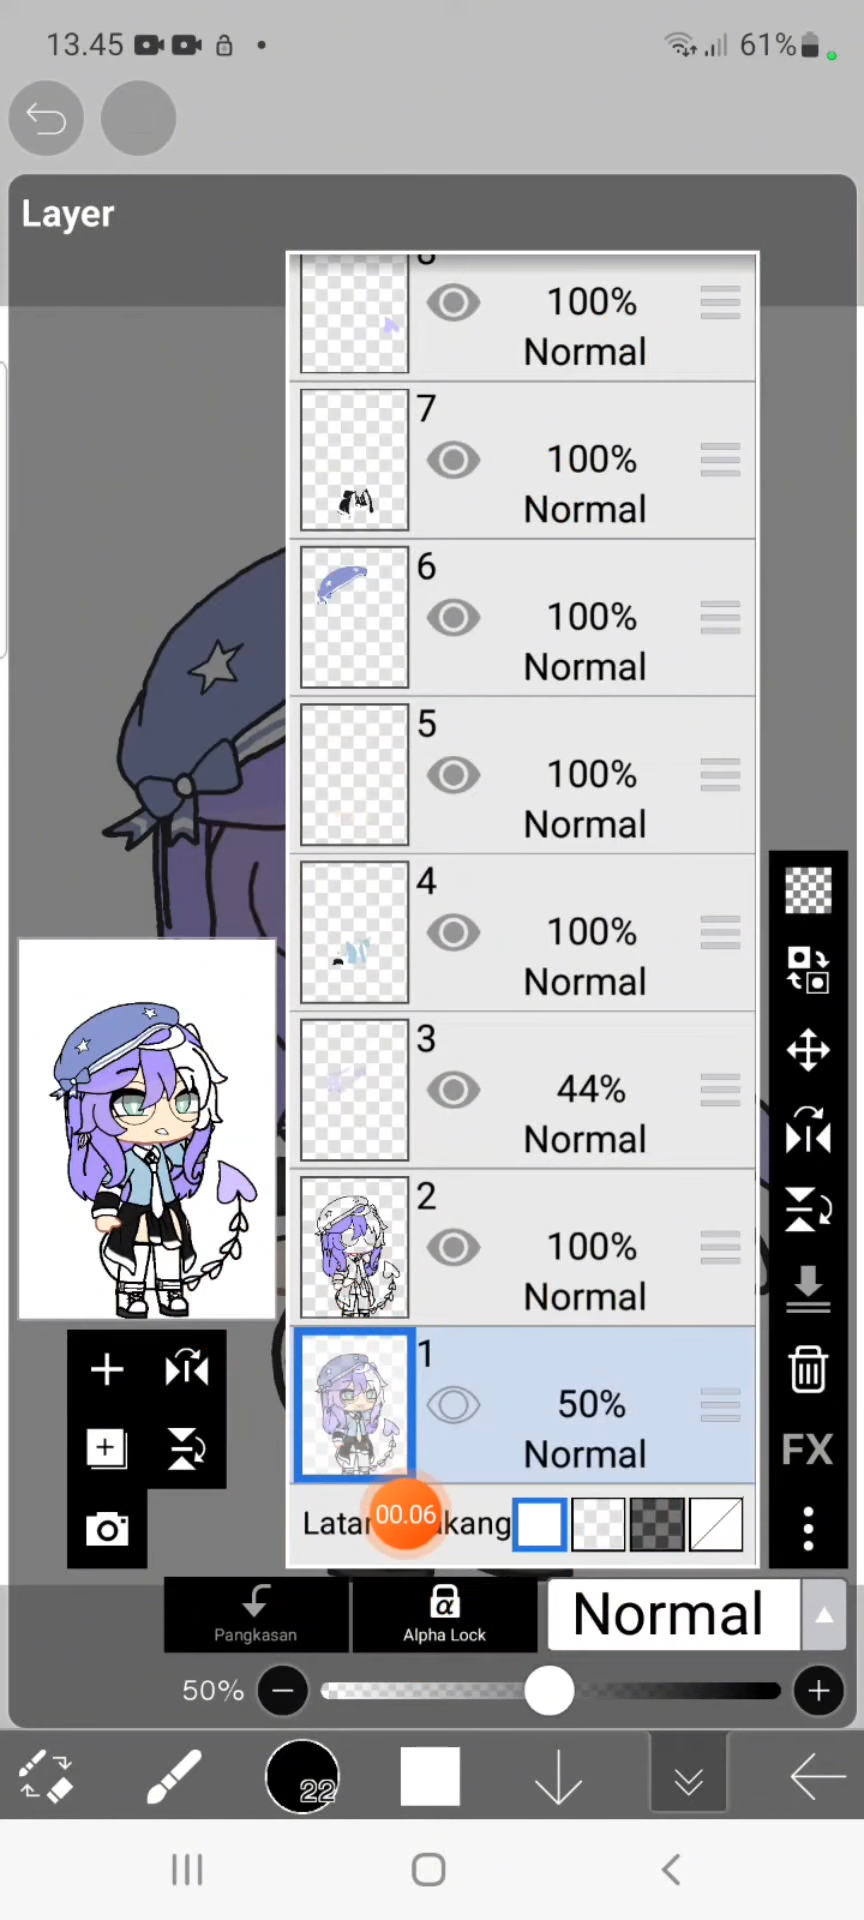 13.45
61%
Layer
8
100%
Normal
7
100%
Normal
6
100%
Normal
5
100%
Normal
4
100%
Normal
3
44%
Normal
2
100%
Normal
1
50%
Normal
00.06
FX
Pangkasan
α
Alpha Lock
Normal
50%
22